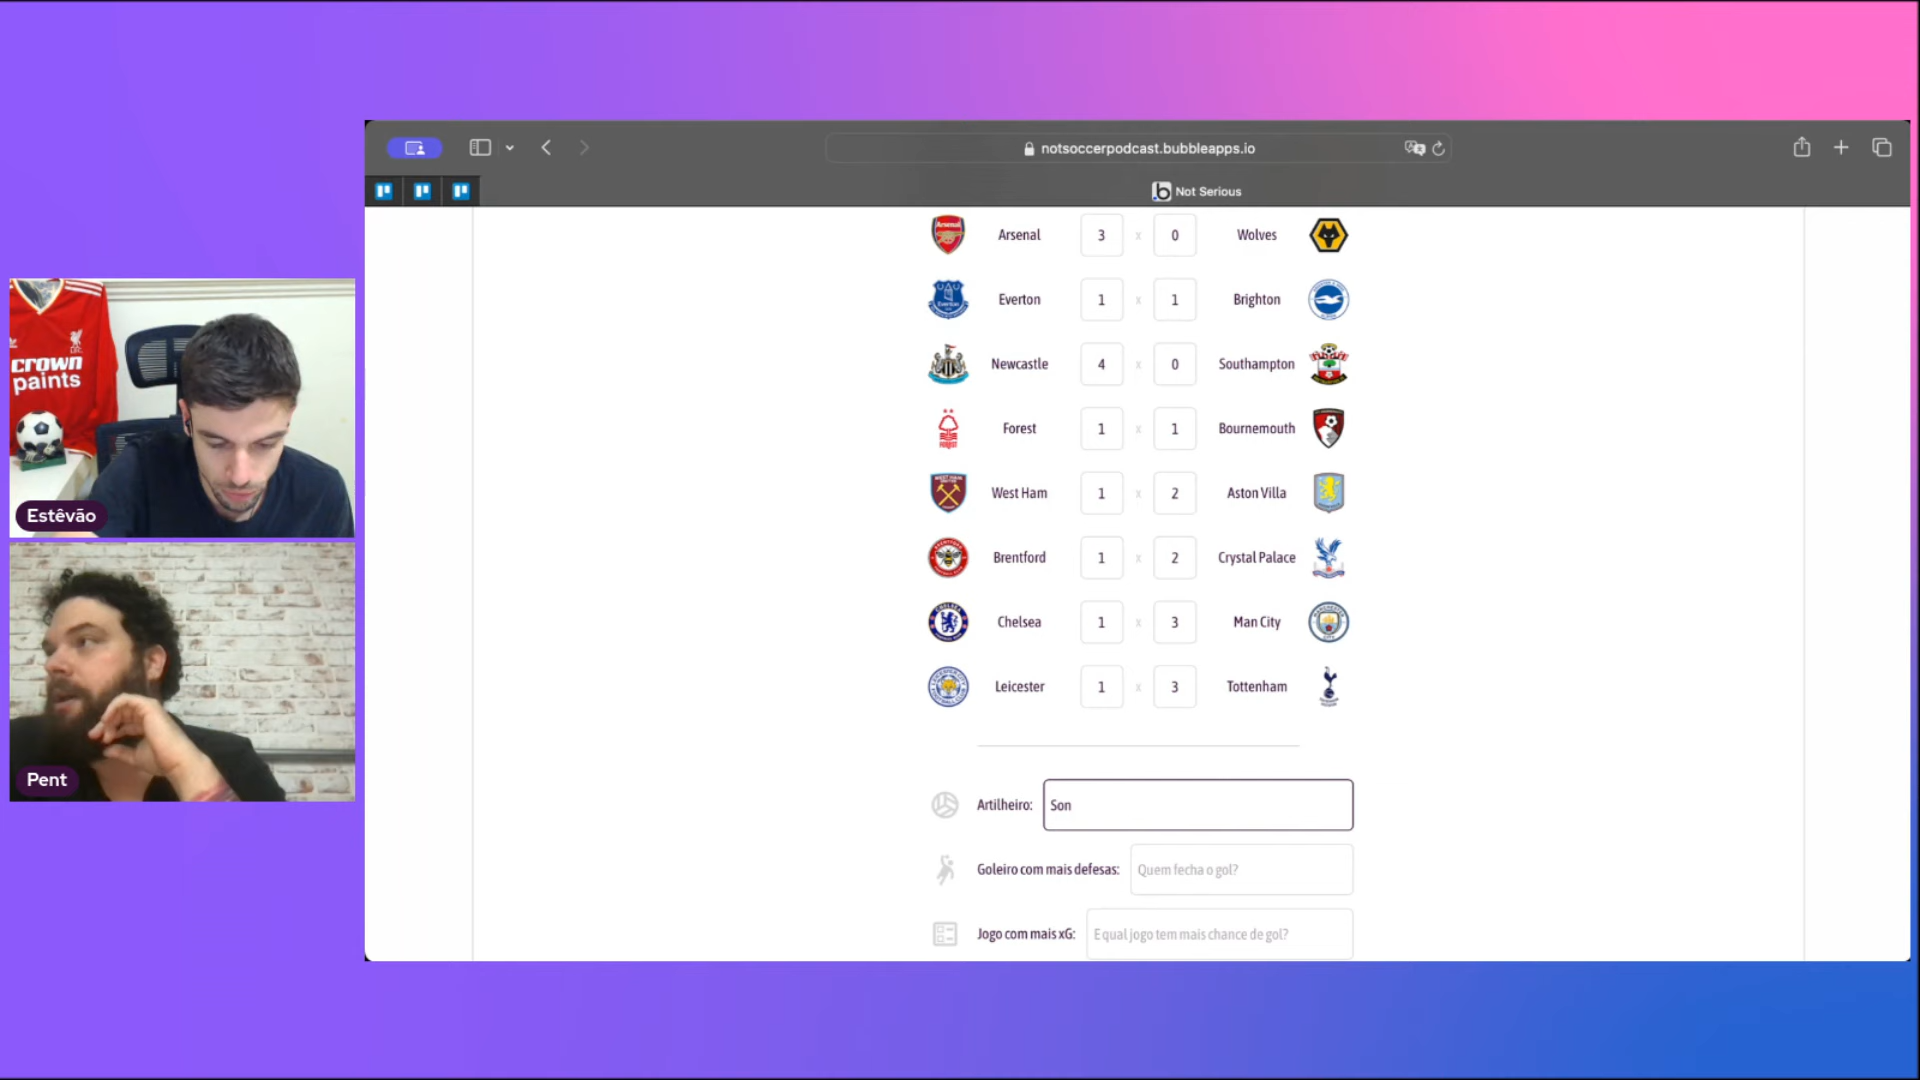 notsoccerpodcast.bubbleapps.io
Not Serious
Arsenal 3 x 0 Wolves
Everton 1 x 1 Brighton
Newcastle 4 x 0 Southampton
Forest 1 x 1 Bournemouth
West Ham 1 x 2 Aston Villa
Brentford 1 x 2 Crystal Palace
Chelsea 1 x 3 Man City
Leicester 1 x 3 Tottenham
Artilheiro: Son
Goleiro com mais defesas: Quem fecha o gol?
Jogo com mais xG: E qual jogo tem mais chance de gol?
crown
paints
Estêvão
Pent